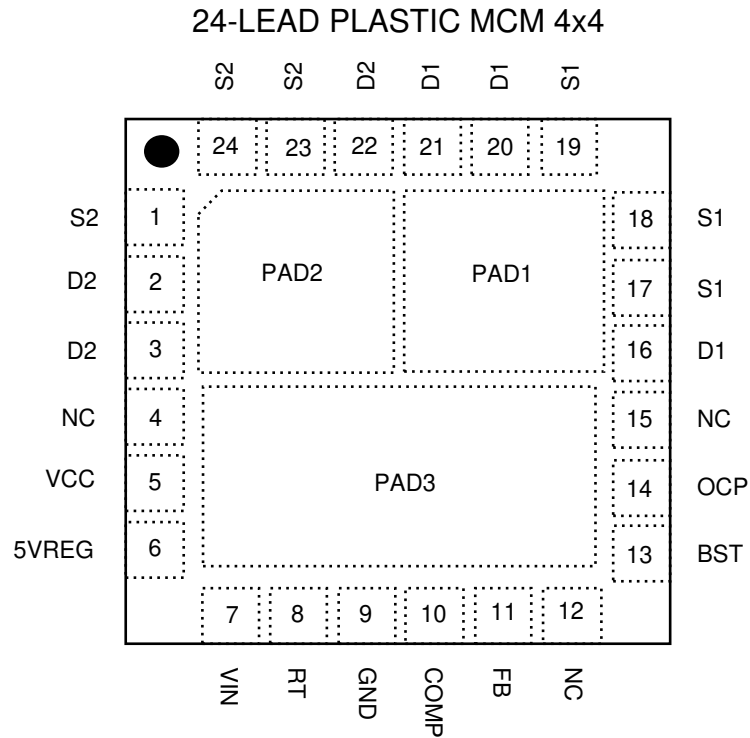 24-LEAD PLASTIC MCM 4x4
S2 S2 D2 D1 D1 S1
24 23 22 21 20 19
S2 1 18 S1
D2 2 PAD2 PAD1 17 S1
D2 3 16 D1
NC 4 15 NC
VCC 5 PAD3 14 OCP
5VREG 6 13 BST
7 8 9 10 11 12
VIN RT GND COMP FB NC